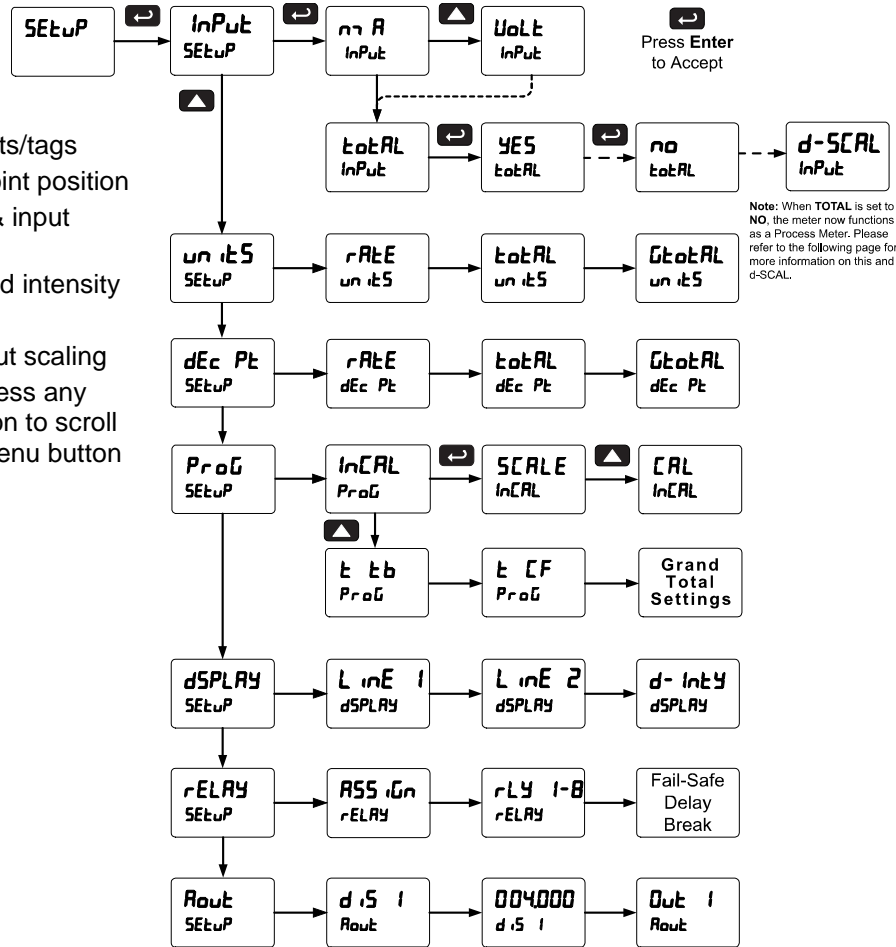 SEtuP
InPut
SEtuP
mA
InPut
VoLt
InPut
Press Enter
to Accept
totAL
InPut
YES
totAL
no
totAL
d-SCAL
InPut
Note: When TOTAL is set to
NO, the meter now functions
as a Process Meter. Please
refer to the following page for
more information on this and
d-SCAL.
ts/tags
oint position
& input
d intensity
ut scaling
ess any
on to scroll
enu button
unitS
SEtuP
rAtE
unitS
totAL
unitS
GtotAL
unitS
dEc Pt
SEtuP
rAtE
dEc Pt
totAL
dEc Pt
GtotAL
dEc Pt
ProG
SEtuP
InCAL
ProG
SCALE
InCAL
CAL
InCAL
t tb
ProG
t CF
ProG
Grand
Total
Settings
dSPLAY
SEtuP
LinE 1
dSPLAY
LinE 2
dSPLAY
d-IntY
dSPLAY
rELAY
SEtuP
ASSiGn
rELAY
rLY 1-8
rELAY
Fail-Safe
Delay
Break
Aout
SEtuP
diS 1
Aout
004.000
diS 1
Out 1
Aout